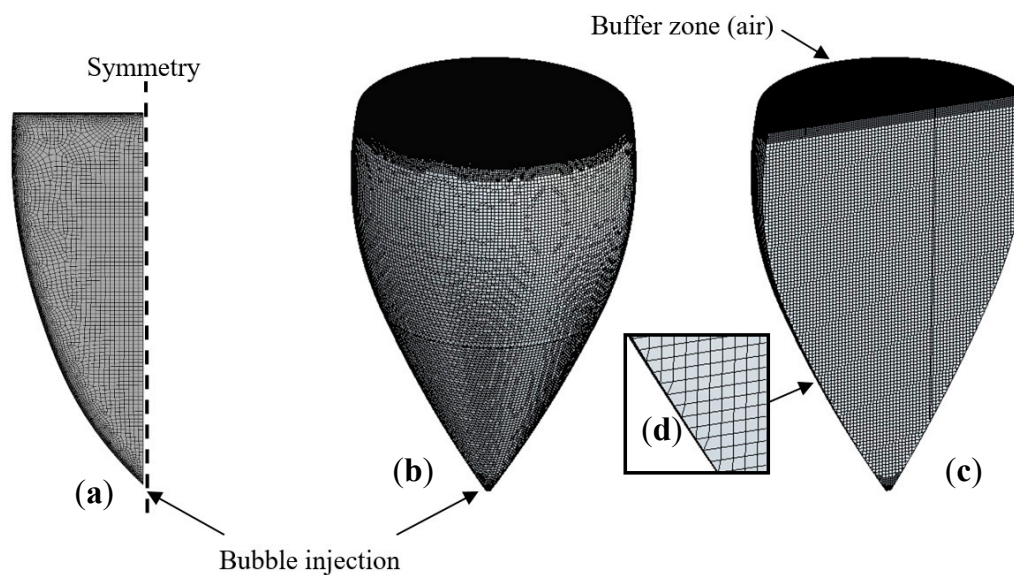 Buffer zone (air)
Symmetry
(d)
(a)
(b)
(c)
Bubble injection